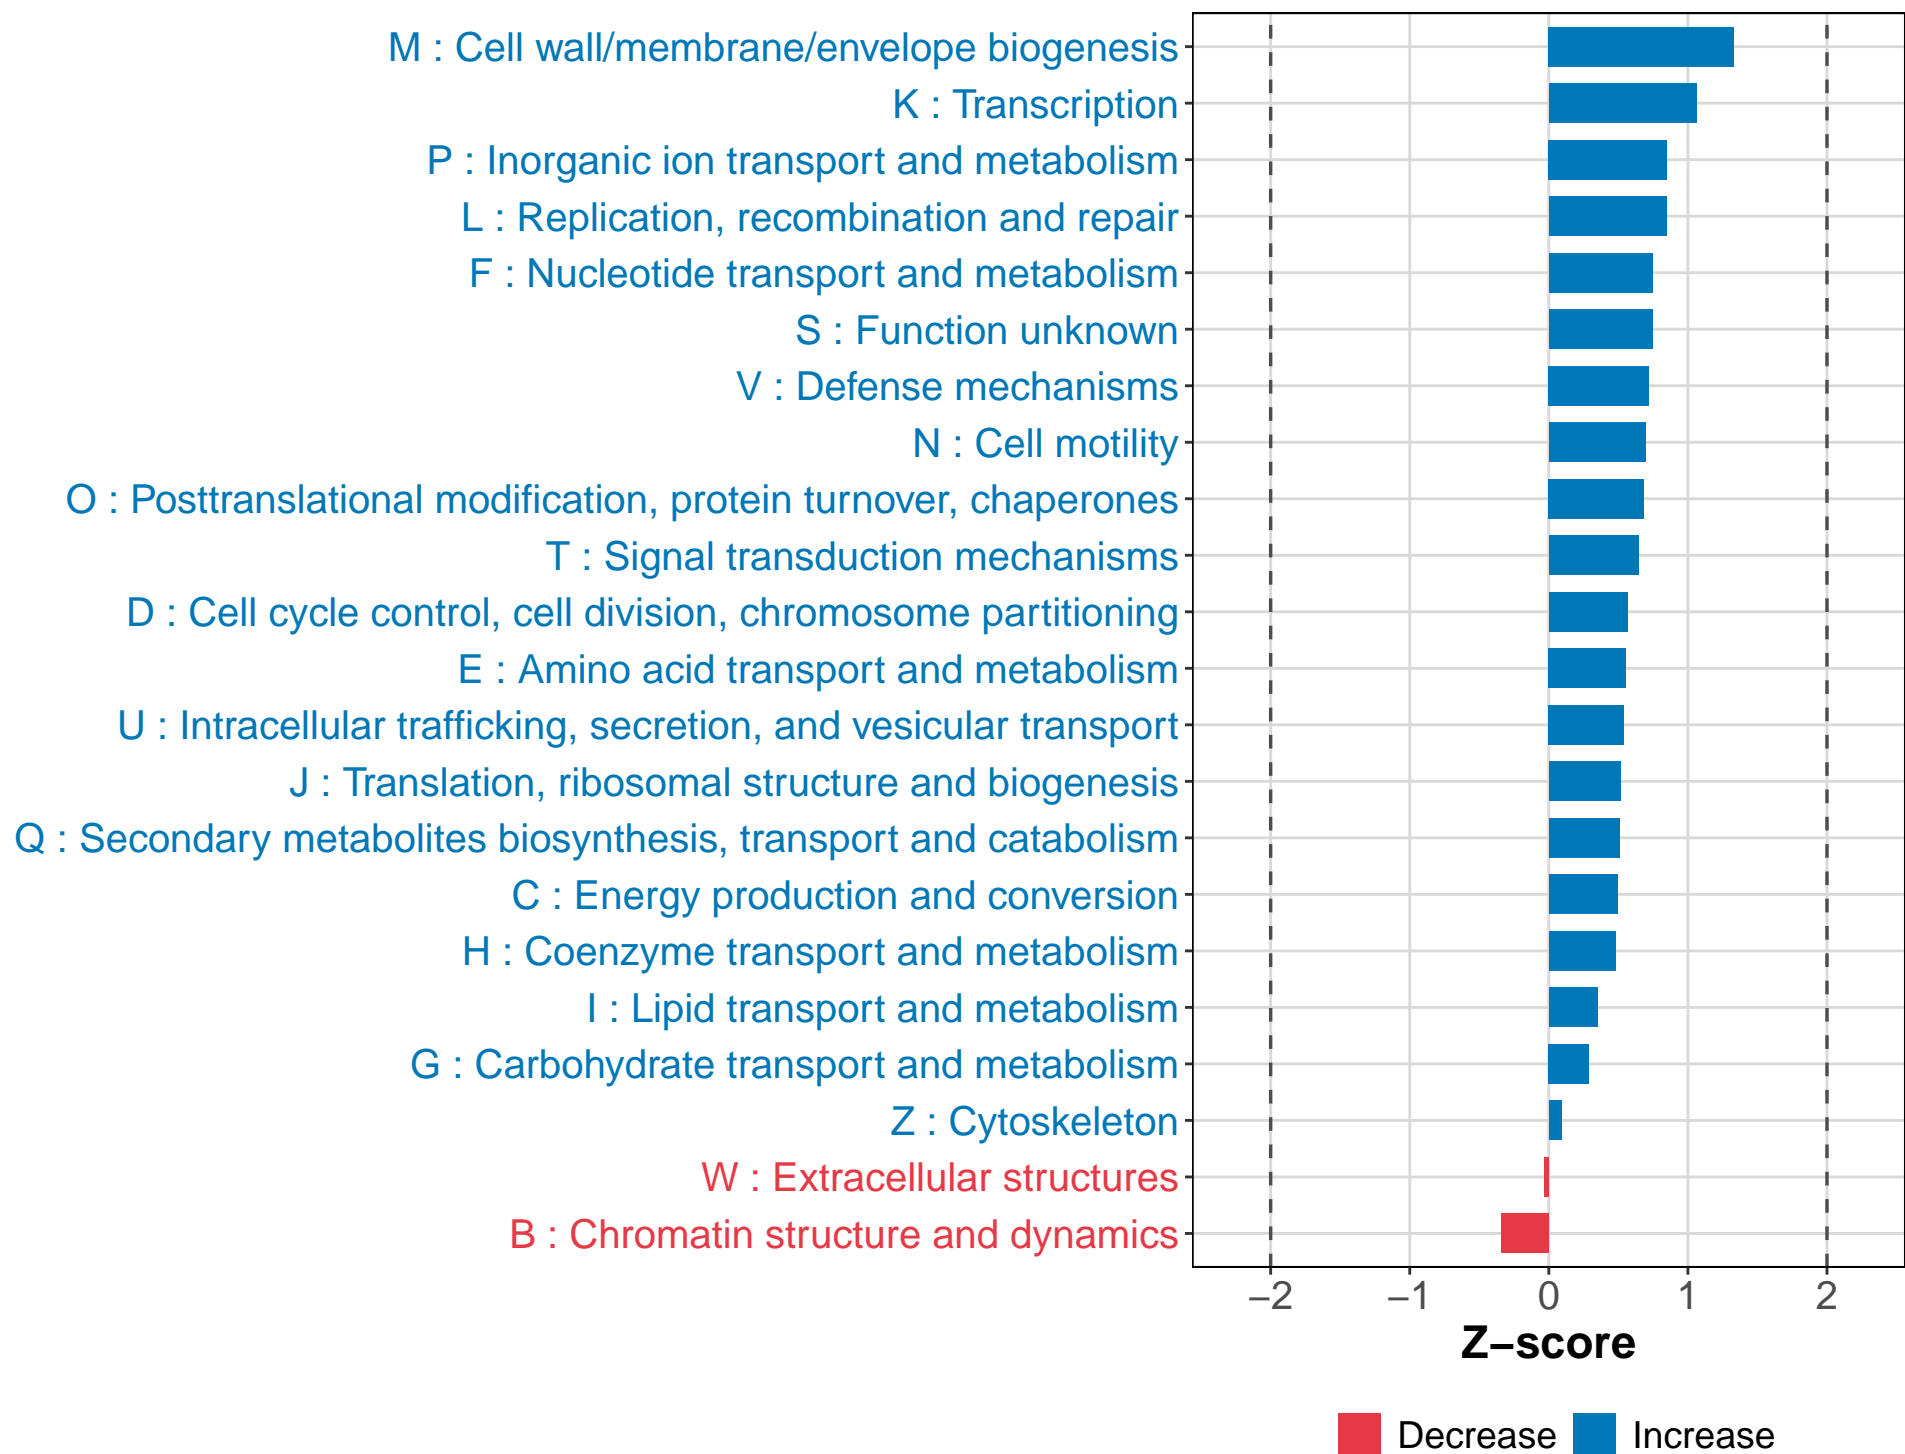 M : Cell wall/membrane/envelope biogenesis
K : Transcription
P : Inorganic ion transport and metabolism
L : Replication, recombination and repair
F : Nucleotide transport and metabolism
S : Function unknown
V : Defense mechanisms
N : Cell motility
O : Posttranslational modification, protein turnover, chaperones
T : Signal transduction mechanisms
D : Cell cycle control, cell division, chromosome partitioning
E : Amino acid transport and metabolism
U : Intracellular trafficking, secretion, and vesicular transport
J : Translation, ribosomal structure and biogenesis
Q : Secondary metabolites biosynthesis, transport and catabolism
C : Energy production and conversion
H : Coenzyme transport and metabolism
I : Lipid transport and metabolism
G : Carbohydrate transport and metabolism
Z : Cytoskeleton
W : Extracellular structures
B : Chromatin structure and dynamics
−2 −1 0 1 2
Z−score
Decrease Increase